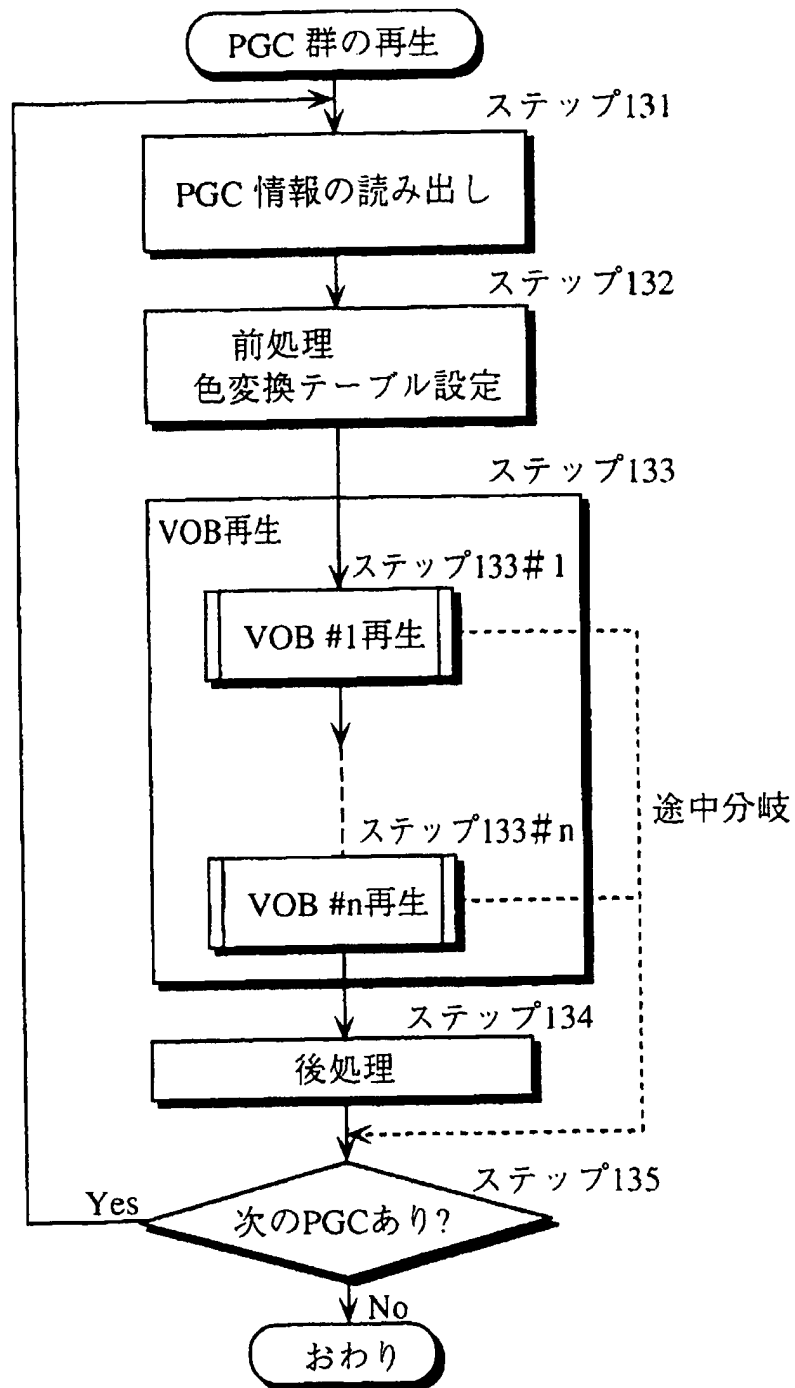 PGC 群の再生
ステップ131
PGC 情報の読み出し
ステップ132
前処理
色変換テーブル設定
ステップ133
VOB再生
ステップ133#1
VOB #1再生
途中分岐
ステップ133#n
VOB #n再生
ステップ134
後処理
ステップ135
Yes
次のPGCあり?
No
おわり